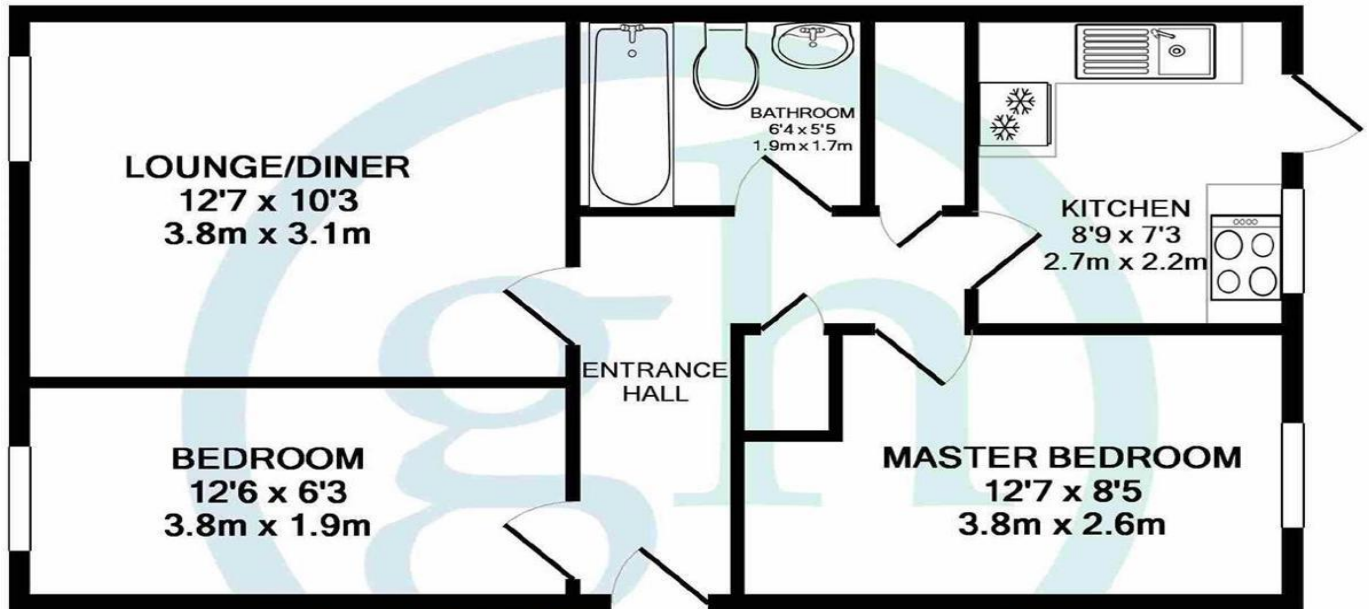 LOUNGE/DINER
12'7 x 10'3
3.8m x 3.1m
BATHROOM
6'4 x 5'5
1.9m x 1.7m
KITCHEN
8'9 x 7'3
2.7m x 2.2m
ENTRANCE
HALL
BEDROOM
12'6 x 6'3
3.8m x 1.9m
MASTER BEDROOM
12'7 x 8'5
3.8m x 2.6m
gh